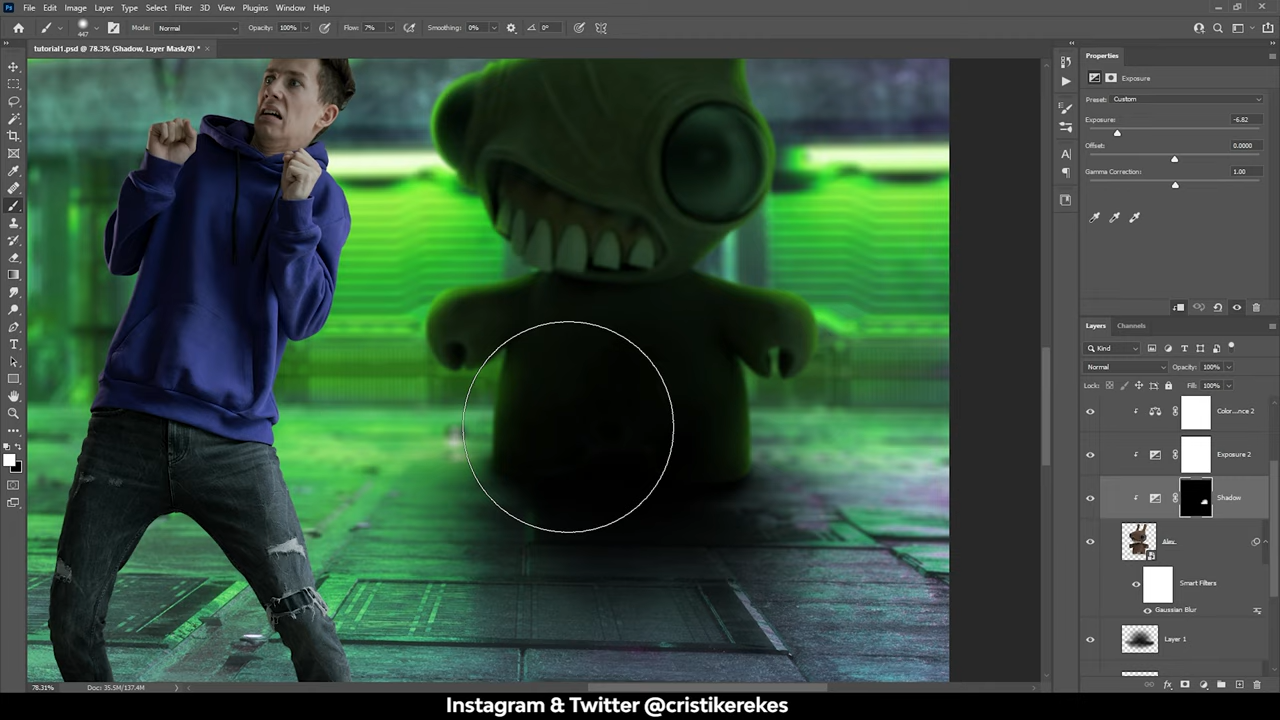 File Edit Image Layer Type Select Filter 3D View Plugins Window Help
447 Mode: Normal Opacity: 100% Flow: 7% Smoothing: 0% 0°
tutorial1.psd @ 78.3% (Shadow, Layer Mask/8) *
Properties
Exposure
Preset: Custom
Exposure: -6.82
Offset: 0.0000
Gamma Correction: 1.00
Layers Channels
Kind
Normal Opacity: 100%
Lock: Fill: 100%
Color...nce 2
Exposure 2
Shadow
Smart Filters
Gaussian Blur
Layer 1
78.31% Doc: 35.5M/137.4M
Instagram & Twitter @cristikerekes